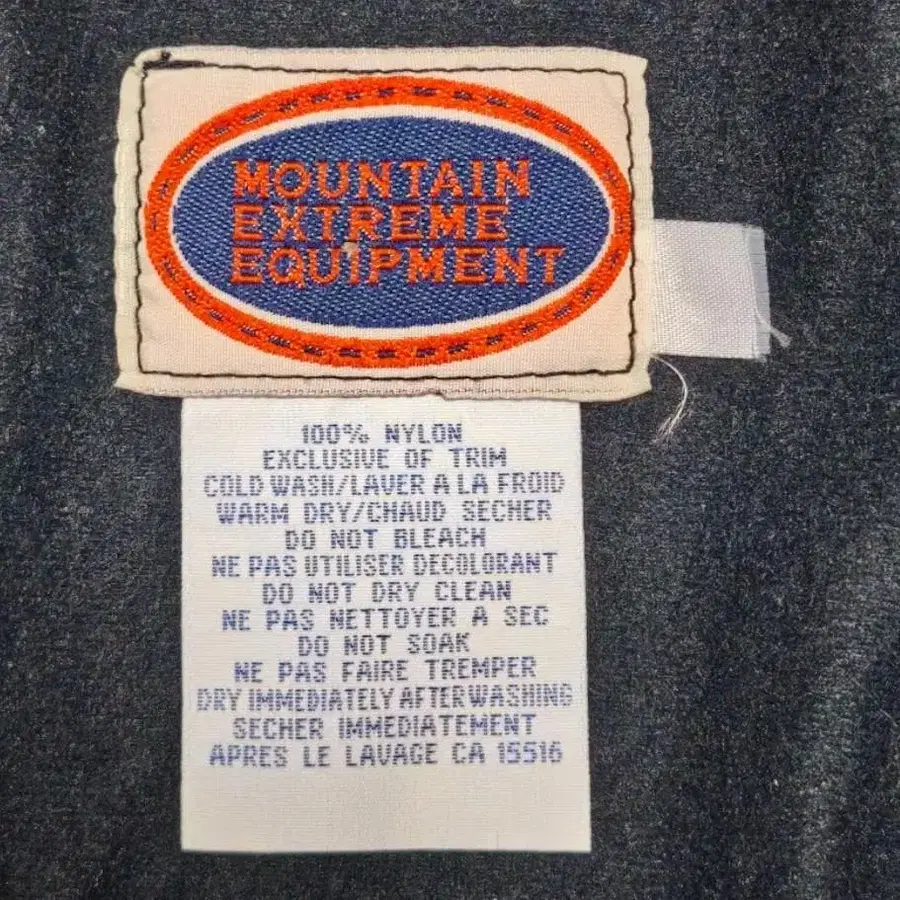 MOUNTAIN
EXTREME
EQUIPMENT
100% NYLON
EXCLUSIVE OF TRIM
COLD WASH/LAVER A LA FROID
WARM DRY/CHAUD SECHER
DO NOT BLEACH
NE PAS UTILISER DECOLORANT
DO NOT DRY CLEAN
NE PAS NETTOYER A SEC
DO NOT SOAK
NE PAS FAIRE TREMPER
DRY IMMEDIATELY AFTER WASHING
SECHER IMMEDIATEMENT
APRES LE LAVAGE CA 15516